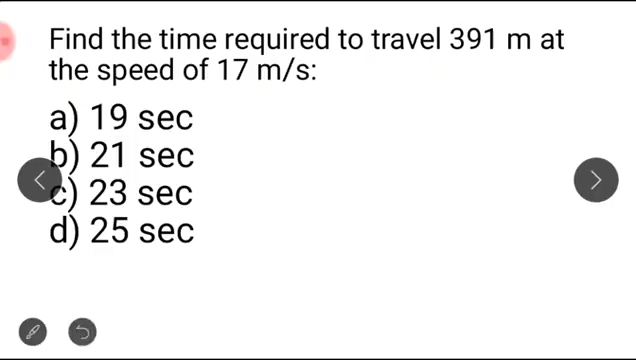 Find the time required to travel 391 m at
the speed of 17 m/s:
a) 19 sec
b) 21 sec
c) 23 sec
d) 25 sec